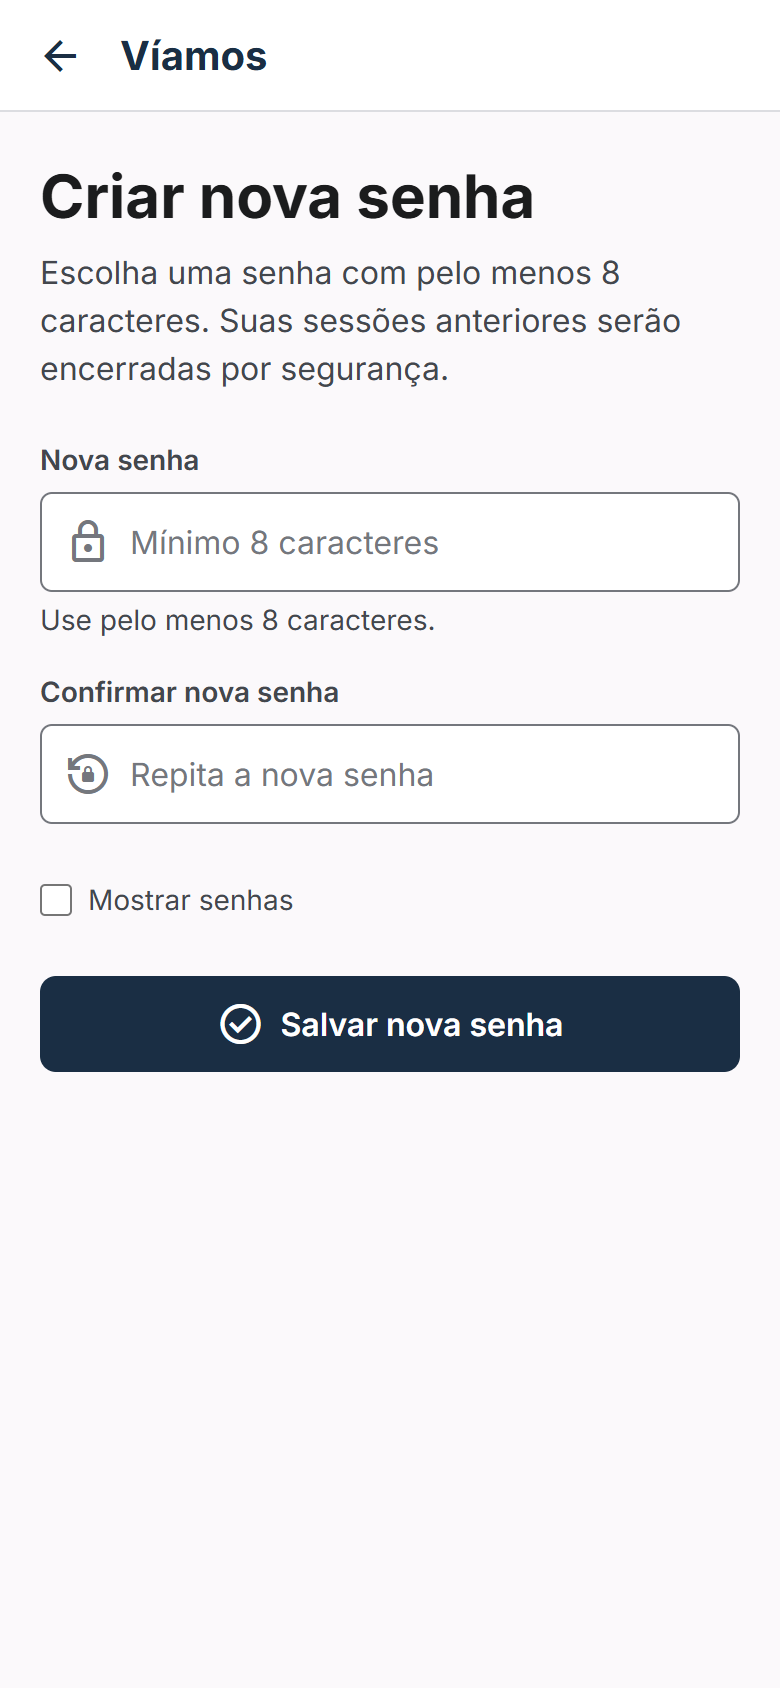 Víamos
Criar nova senha
Escolha uma senha com pelo menos 8
caracteres. Suas sessões anteriores serão
encerradas por segurança.
Nova senha
Mínimo 8 caracteres
Use pelo menos 8 caracteres.
Confirmar nova senha
Repita a nova senha
Mostrar senhas
Salvar nova senha